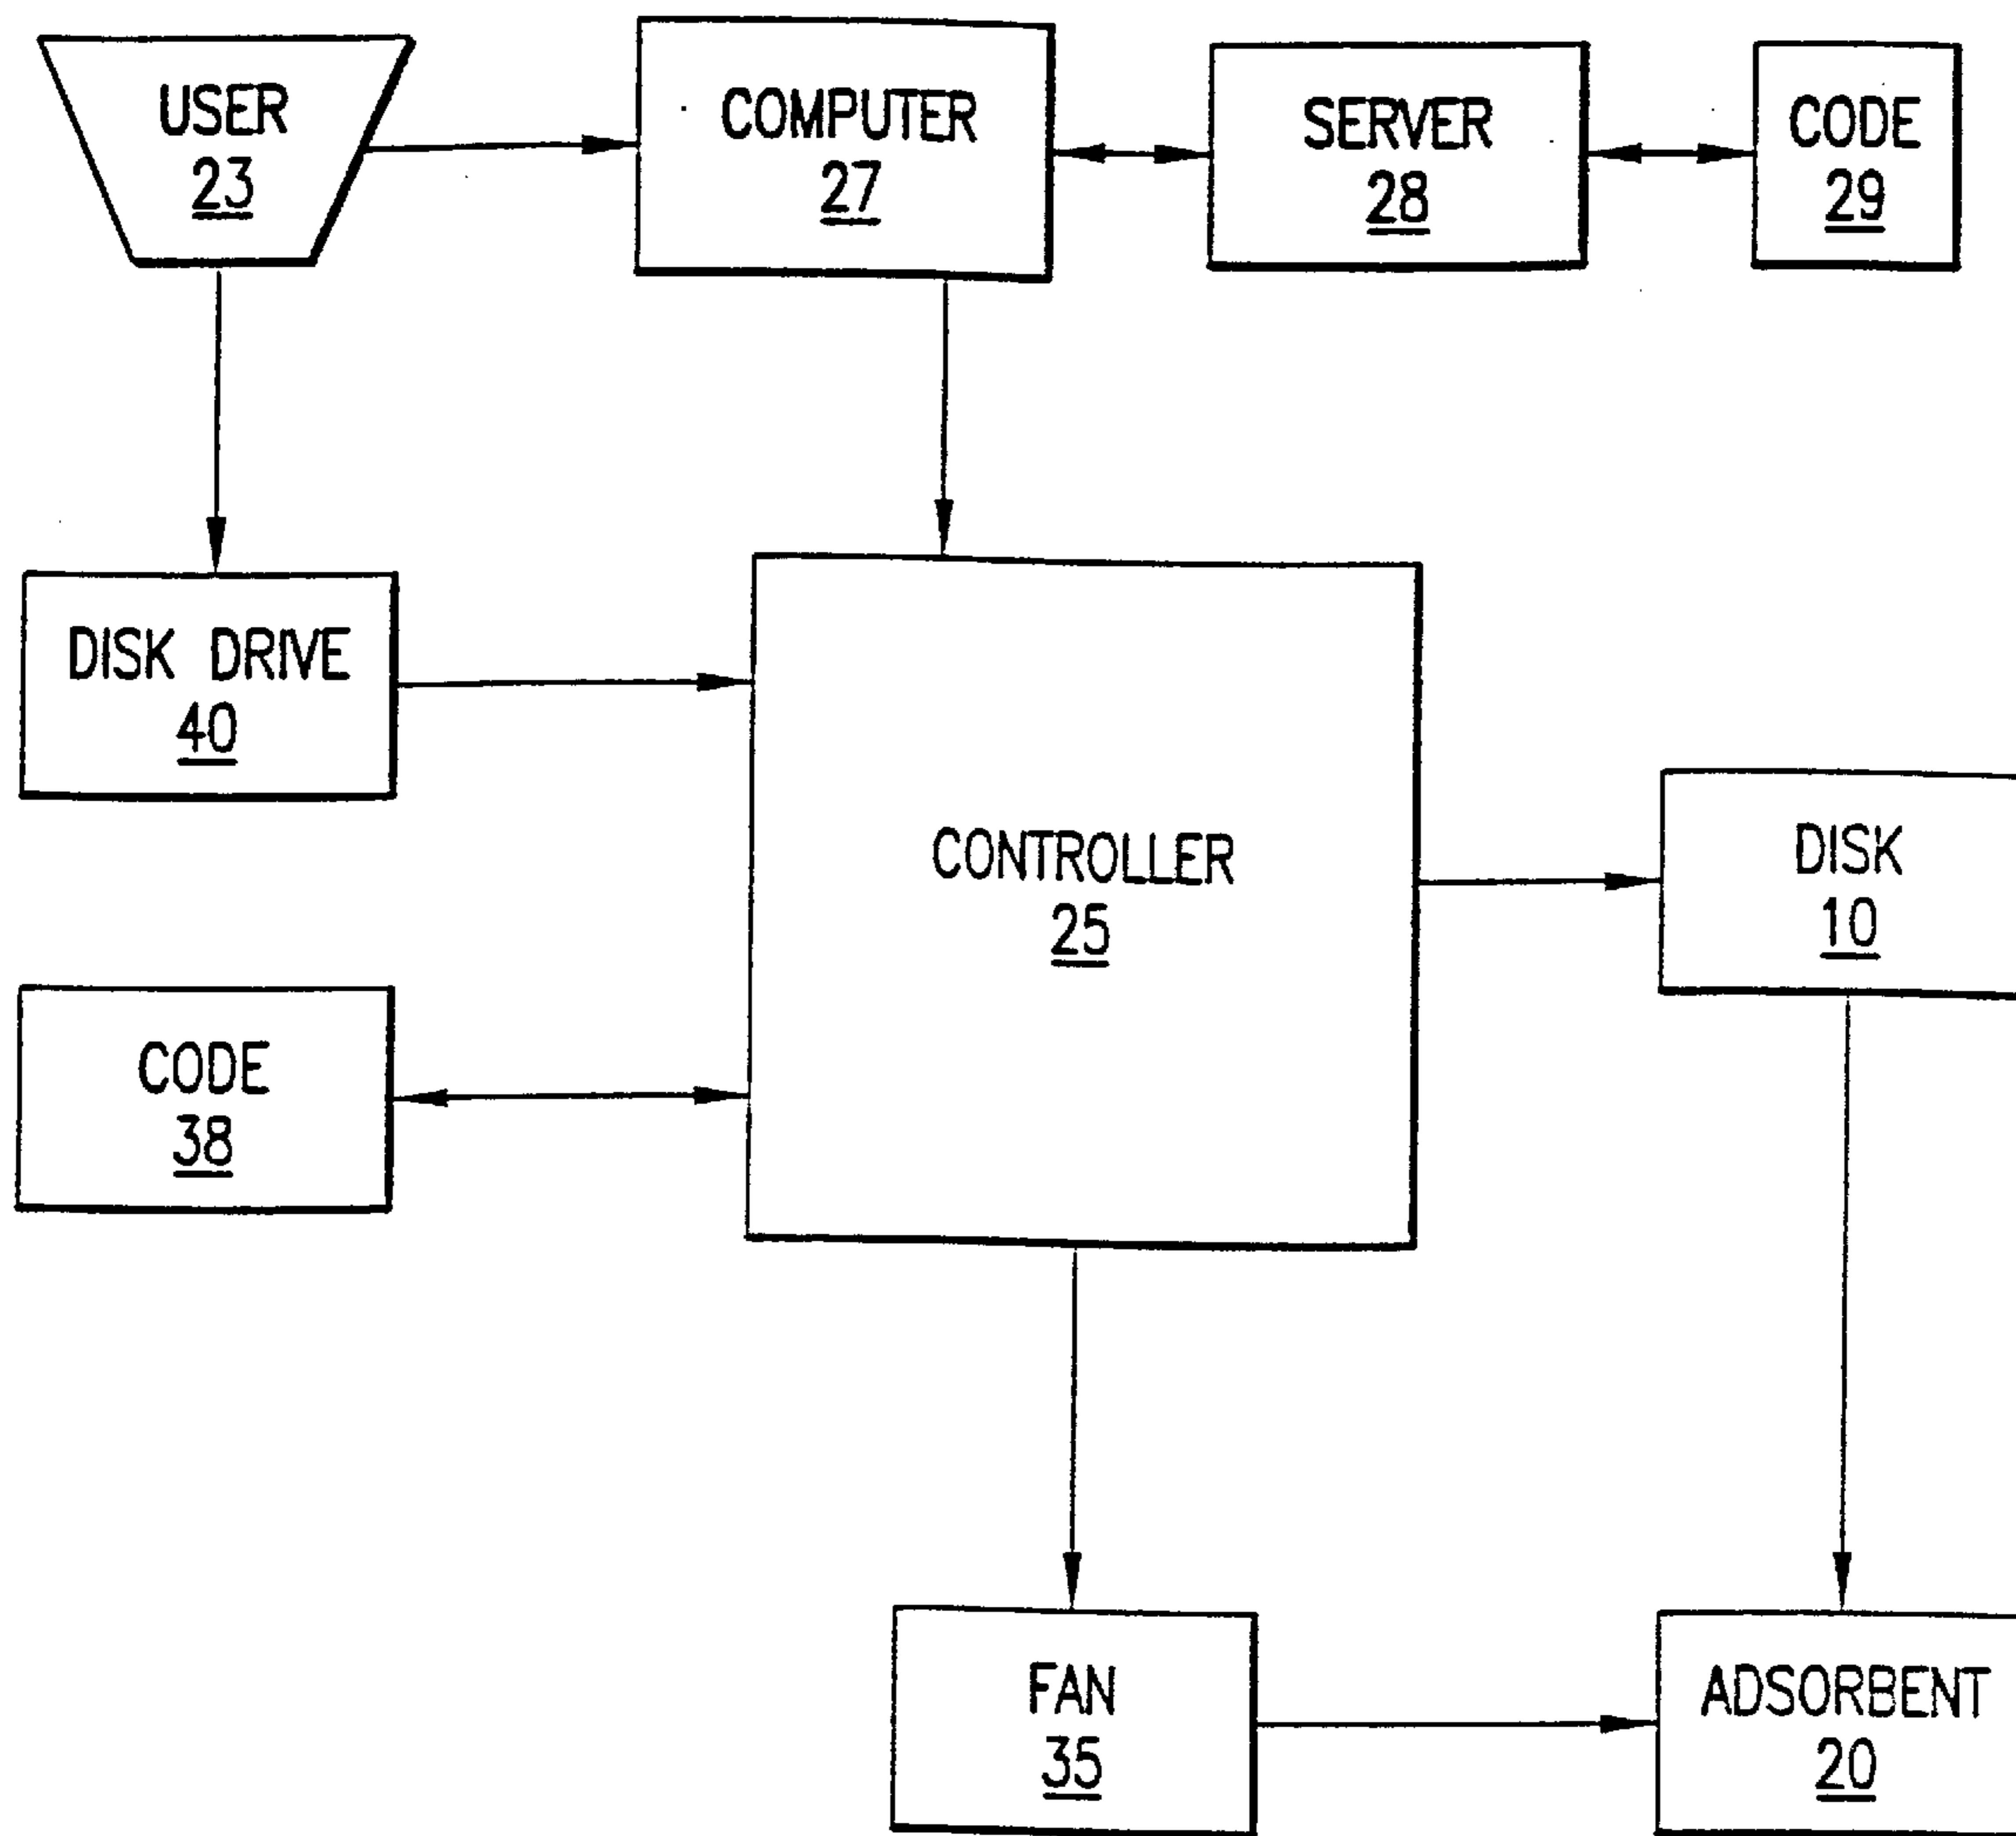 USER
23
COMPUTER
27
SERVER
28
CODE
29
DISK DRIVE
40
CONTROLLER
25
DISK
10
CODE
38
FAN
35
ADSORBENT
20